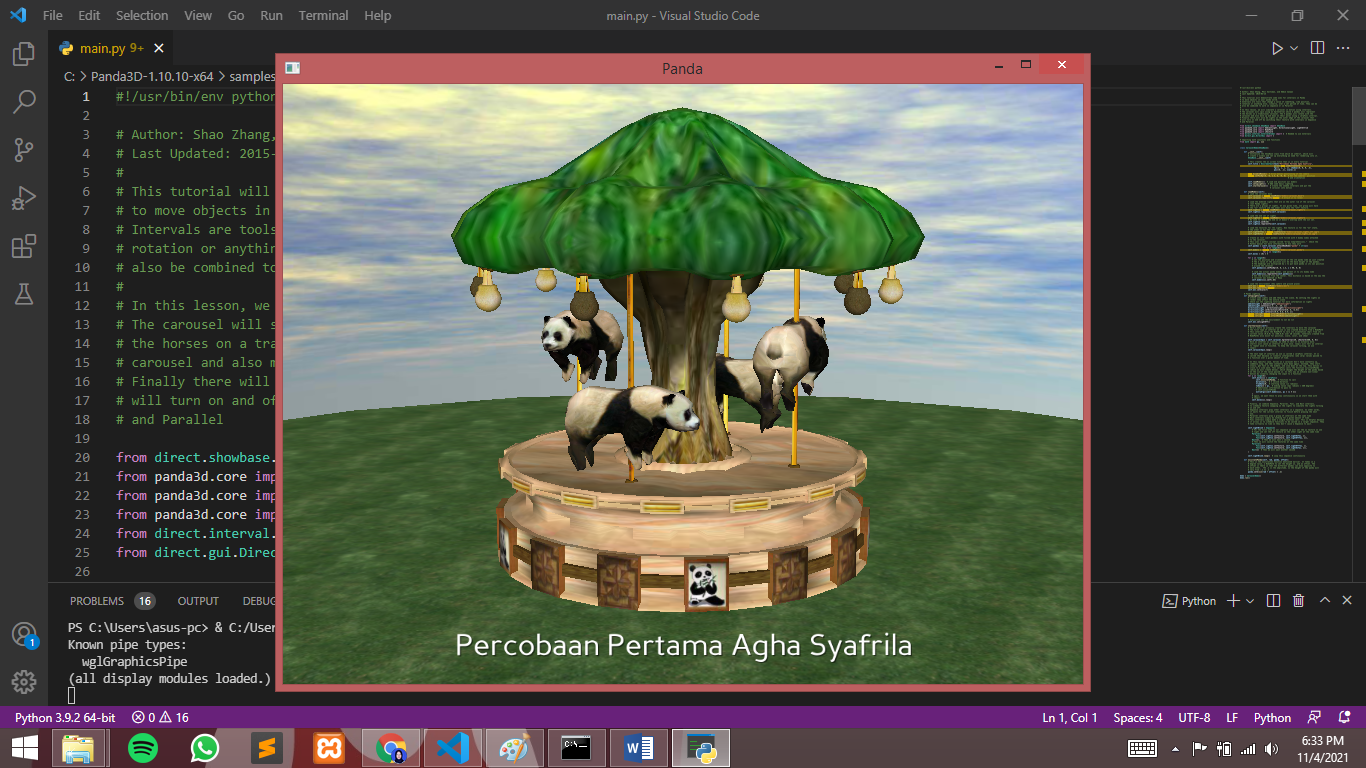 File Edit Selection View Go Run Terminal Help
main.py - Visual Studio Code
main.py 9+
C: > Panda3D-1.10.10-x64 > samples
Panda
1 #!/usr/bin/env python
2
3 # Author: Shao Zhang,
4 # Last Updated: 2015-
5 #
6 # This tutorial will
7 # to move objects in
8 # Intervals are tools
9 # rotation or anythin
10 # also be combined to
11 #
12 # In this lesson, we
13 # The carousel will s
14 # the horses on a tra
15 # carousel and also m
16 # Finally there will
17 # will turn on and of
18 # and Parallel
19
20 from direct.showbase.
21 from panda3d.core imp
22 from panda3d.core imp
23 from panda3d.core imp
24 from direct.interval.
25 from direct.gui.Direc
26
Percobaan Pertama Agha Syafrila
PROBLEMS 16 OUTPUT DEBUG
Python
PS C:\Users\asus-pc> & C:/User
Known pipe types:
wglGraphicsPipe
(all display modules loaded.)
1
Python 3.9.2 64-bit 0 16
Ln 1, Col 1 Spaces: 4 UTF-8 LF Python
6:33 PM
11/4/2021